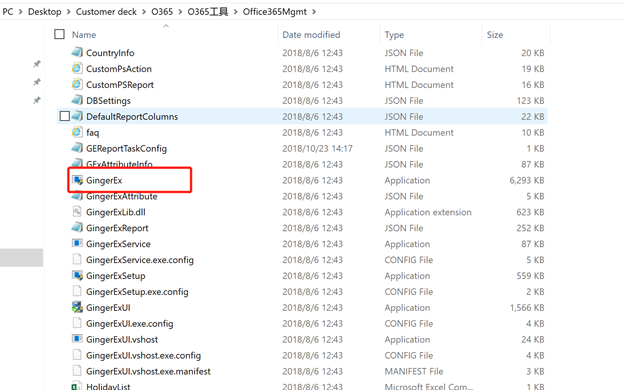 PC > Desktop > Customer deck > O365 > O365工具 > Office365Mgmt >
Name Date modified Type Size
CountryInfo 2018/8/6 12:43 JSON File 20 KB
CustomPsAction 2018/8/6 12:43 HTML Document 19 KB
CustomPSReport 2018/8/6 12:43 HTML Document 16 KB
DBSettings 2018/8/6 12:43 JSON File 123 KB
DefaultReportColumns 2018/8/6 12:43 JSON File 22 KB
faq 2018/8/6 12:43 HTML Document 10 KB
GEReportTaskConfig 2018/10/23 14:17 JSON File 1 KB
GExAttributeInfo 2018/8/6 12:43 JSON File 87 KB
GingerEx 2018/8/6 12:43 Application 6,293 KB
GingerExAttribute 2018/8/6 12:43 JSON File 5 KB
GingerExLib.dll 2018/8/6 12:43 Application extension 623 KB
GingerExReport 2018/8/6 12:43 JSON File 252 KB
GingerExService 2018/8/6 12:43 Application 87 KB
GingerExService.exe.config 2018/8/6 12:43 CONFIG File 5 KB
GingerExSetup 2018/8/6 12:43 Application 559 KB
GingerExSetup.exe.config 2018/8/6 12:43 CONFIG File 2 KB
GingerExUI 2018/8/6 12:43 Application 1,566 KB
GingerExUI.exe.config 2018/8/6 12:43 CONFIG File 4 KB
GingerExUI.vshost 2018/8/6 12:43 Application 24 KB
GingerExUI.vshost.exe.config 2018/8/6 12:43 CONFIG File 4 KB
GingerExUI.vshost.exe.manifest 2018/8/6 12:43 MANIFEST File 3 KB
HolidayList 2018/8/6 12:43 Microsoft Excel Com... 7 KB